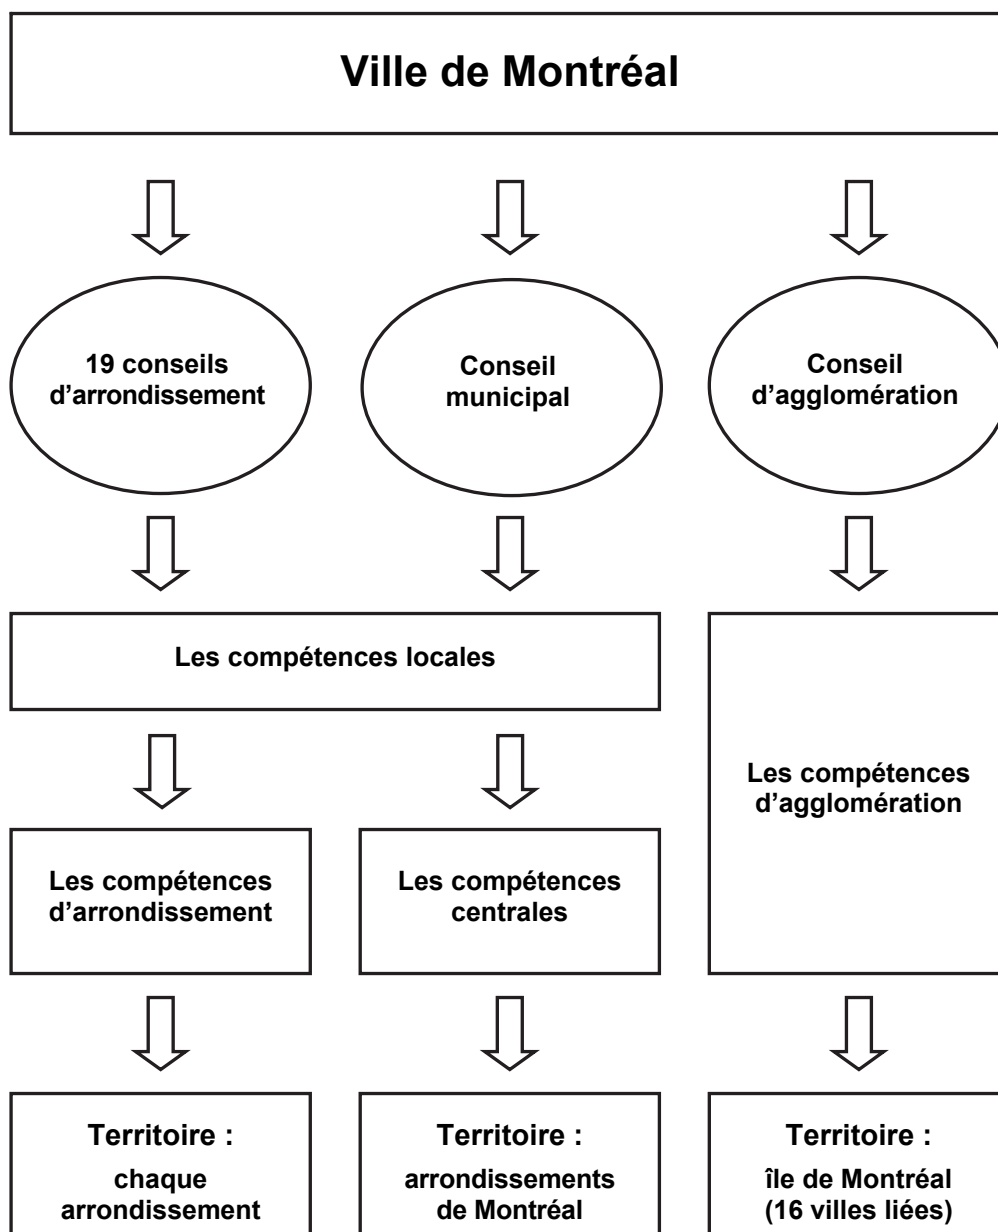 Ville de Montréal
19 conseils
d’arrondissement
Conseil
municipal
Conseil
d’agglomération
Les compétences locales
Les compétences
d’agglomération
Les compétences
d’arrondissement
Les compétences
centrales
Territoire :
chaque
arrondissement
Territoire :
arrondissements
de Montréal
Territoire :
île de Montréal
(16 villes liées)